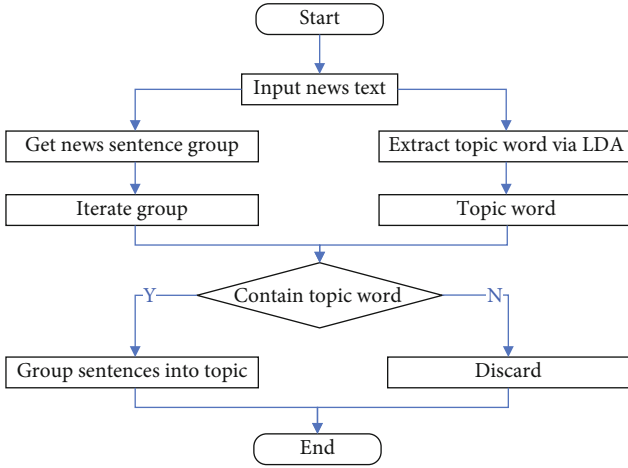 Start
Input news text
Get news sentence group
Extract topic word via LDA
Iterate group
Topic word
Contain topic word
Y
N
Group sentences into topic
Discard
End